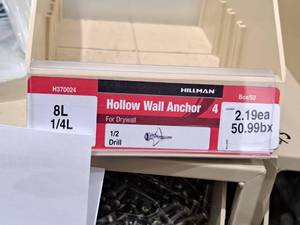 H370024
HILLMAN
Box/50
8L
1/4L
Hollow Wall Anchor 4
For Drywall
1/2
Drill
2.19ea
50.99bx